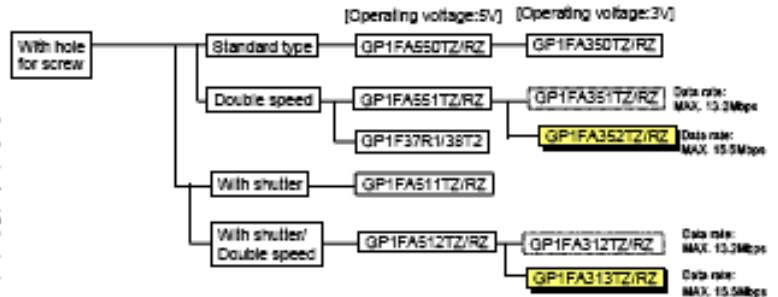 [Operating voltage:5V] [Operating voltage:3V]
With hole
for screw
Standard type
GP1FA550TZ/RZ
GP1FA350TZ/RZ
Double speed
GP1FA551TZ/RZ
GP1FA351TZ/RZ
Data rate:
MAX. 13.2Mbps
GP1F37R1/38T2
GP1FA352TZ/RZ
Data rate:
MAX. 15.5Mbps
With shutter
GP1FA511TZ/RZ
With shutter/
Double speed
GP1FA512TZ/RZ
GP1FA312TZ/RZ
Data rate:
MAX. 13.2Mbps
GP1FA313TZ/RZ
Data rate:
MAX. 15.5Mbps